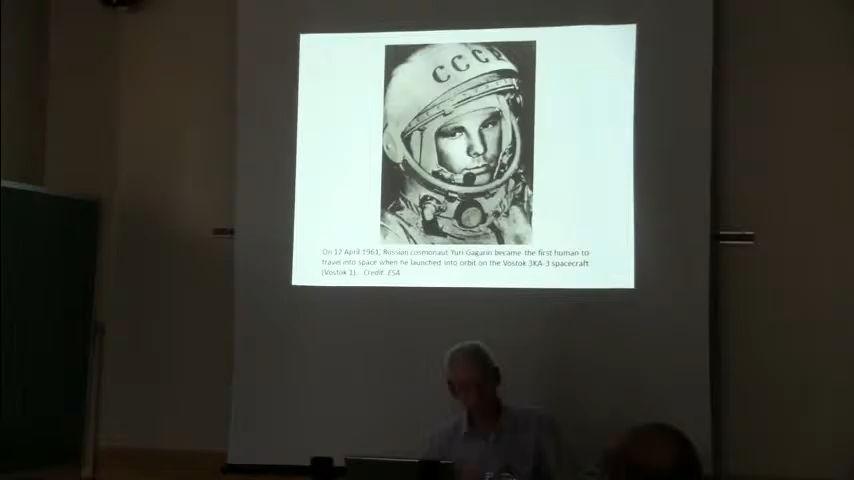 CCCP
On 12 April 1961, Russian cosmonaut Yuri Gagarin became the first human to
travel into space when he launched into orbit on the Vostok 3KA-3 spacecraft
(Vostok 1). Credit: ESA